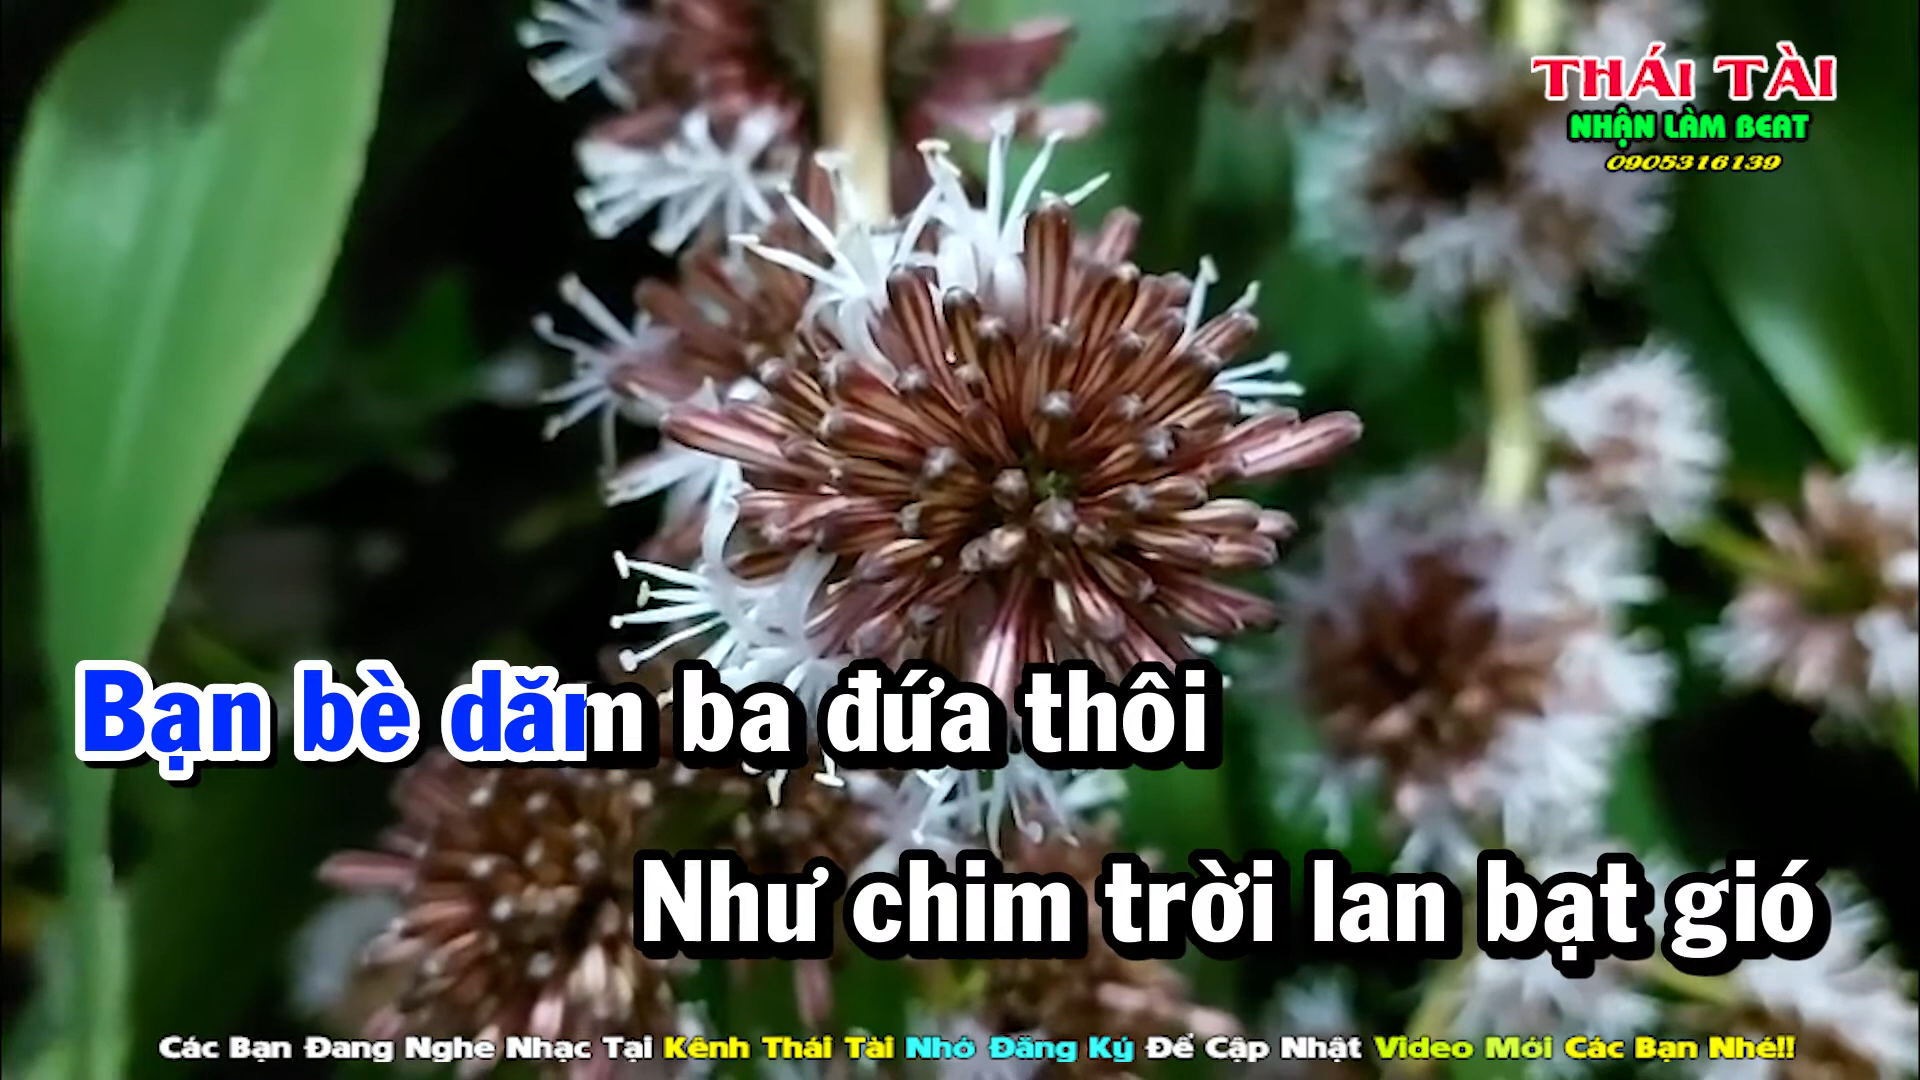 THÁI TÀI
NHẬN LÀM BEAT
0905316139
Bạn bè dăm ba đứa thôi
Như chim trời lan bạt gió
Các Bạn Đang Nghe Nhạc Tại Kênh Thái Tài Nhớ Đăng Ký Để Cập Nhật Video Mới Các Bạn Nhé!!